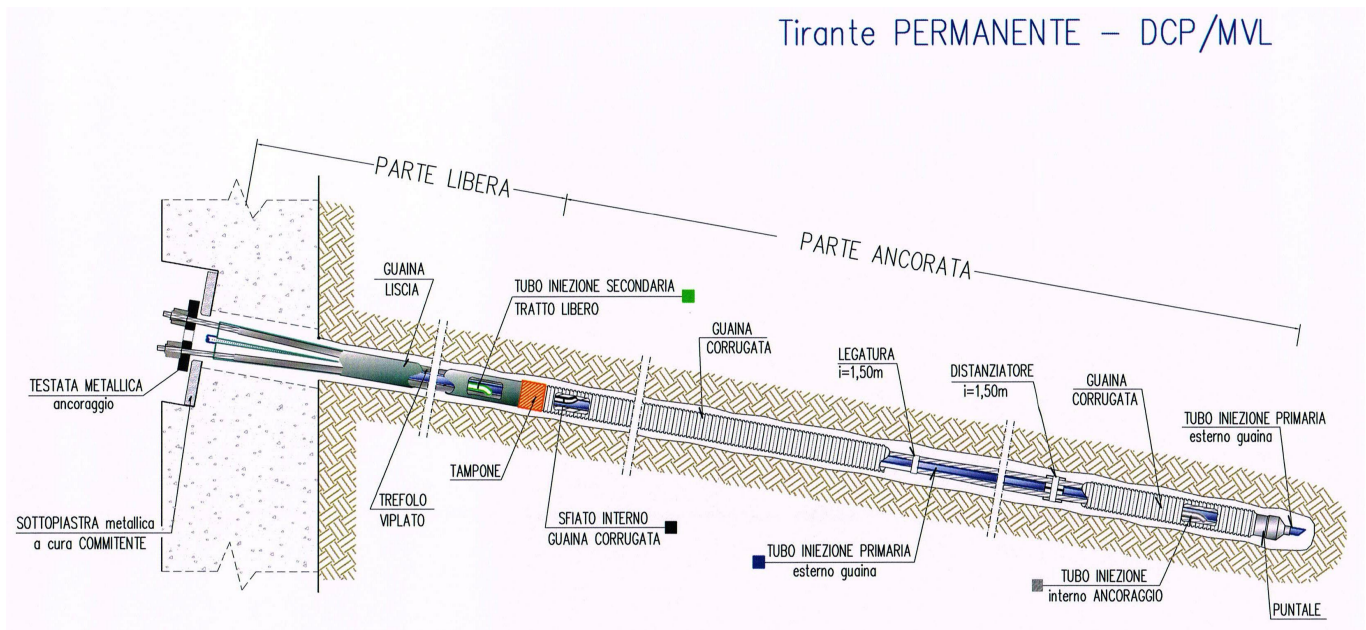 Tirante PERMANENTE – DCP/MVL
PARTE LIBERA
PARTE ANCORATA
GUAINA
LISCIA
TUBO INIEZIONE SECONDARIA
TRATTO LIBERO
GUAINA
CORRUGATA
LEGATURA
i=1,50m
DISTANZIATORE
i=1,50m
GUAINA
CORRUGATA
TUBO INIEZIONE PRIMARIA
esterno guaina
TESTATA METALLICA
ancoraggio
SOTTOPIASTRA metallica
a cura COMMITENTE
TREFOLO
VIPLATO
TAMPONE
SFIATO INTERNO
GUAINA CORRUGATA
TUBO INIEZIONE PRIMARIA
esterno guaina
TUBO INIEZIONE
interno ANCORAGGIO
PUNTALE